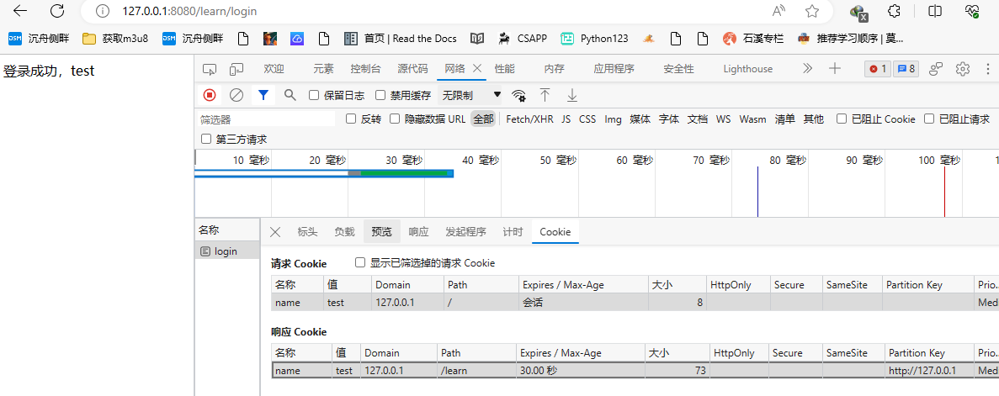 127.0.0.1:8080/learn/login
沉舟侧畔 获取m3u8 沉舟侧畔 首页 | Read the Docs CSAPP Python123 石溪专栏 推荐学习顺序 | 莫...
登录成功，test
欢迎 元素 控制台 源代码 网络 性能 内存 应用程序 安全性 Lighthouse 1 8
保留日志 禁用缓存 无限制
筛选器 反转 隐藏数据 URL 全部 Fetch/XHR JS CSS Img 媒体 字体 文档 WS Wasm 清单 其他 已阻止 Cookie 已阻止请求
第三方请求
10 毫秒 20 毫秒 30 毫秒 40 毫秒 50 毫秒 60 毫秒 70 毫秒 80 毫秒 90 毫秒 100 毫秒 1
名称 标头 负载 预览 响应 发起程序 计时 Cookie
login
请求 Cookie 显示已筛选掉的请求 Cookie
名称 值 Domain Path Expires / Max-Age 大小 HttpOnly Secure SameSite Partition Key Prio...
name test 127.0.0.1 / 会话 8 Med
响应 Cookie
名称 值 Domain Path Expires / Max-Age 大小 HttpOnly Secure SameSite Partition Key Prio...
name test 127.0.0.1 /learn 30.00 秒 73 http://127.0.0.1 Med